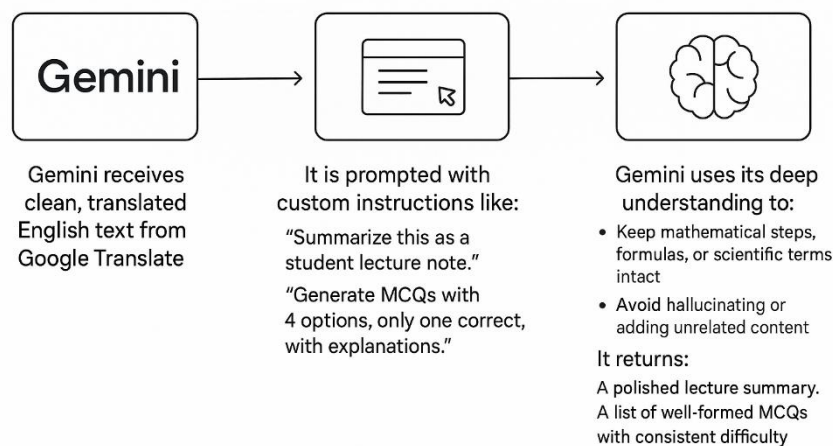 Gemini
Gemini receives
clean, translated
English text from
Google Translate
It is prompted with
custom instructions like:
“Summarize this as a
student lecture note.”
“Generate MCQs with
4 options, only one correct,
with explanations.”
Gemini uses its deep
understanding to:
• Keep mathematical steps,
formulas, or scientific terms
intact
• Avoid hallucinating or
adding unrelated content
It returns:
A polished lecture summary.
A list of well-formed MCQs
with consistent difficulty